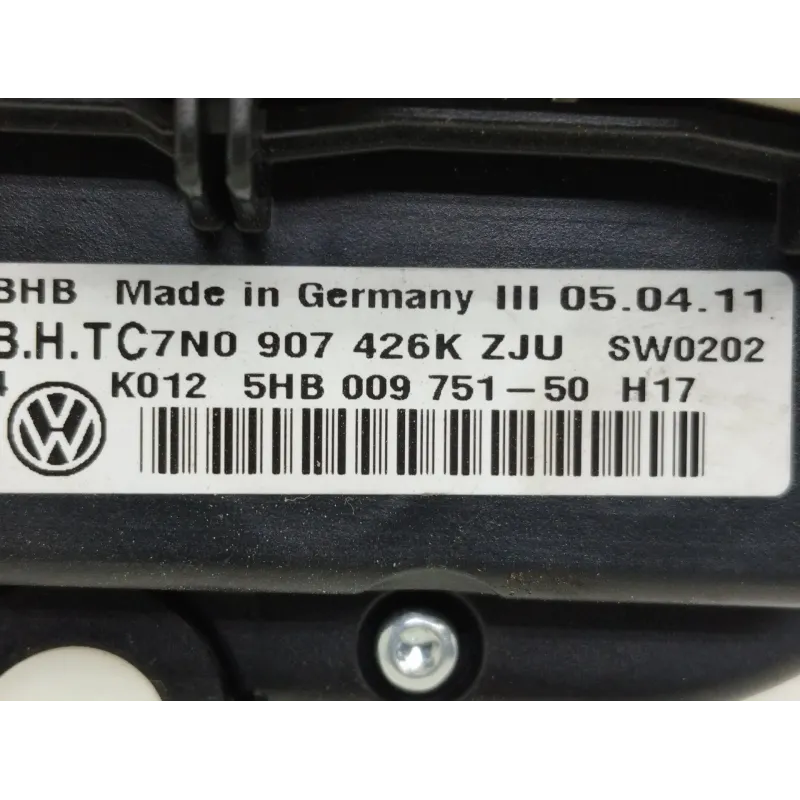 BHB Made in Germany III 05.04.11
B.H.TC7N0 907 426K ZJU SW0202
K012 5HB 009 751-50 H17